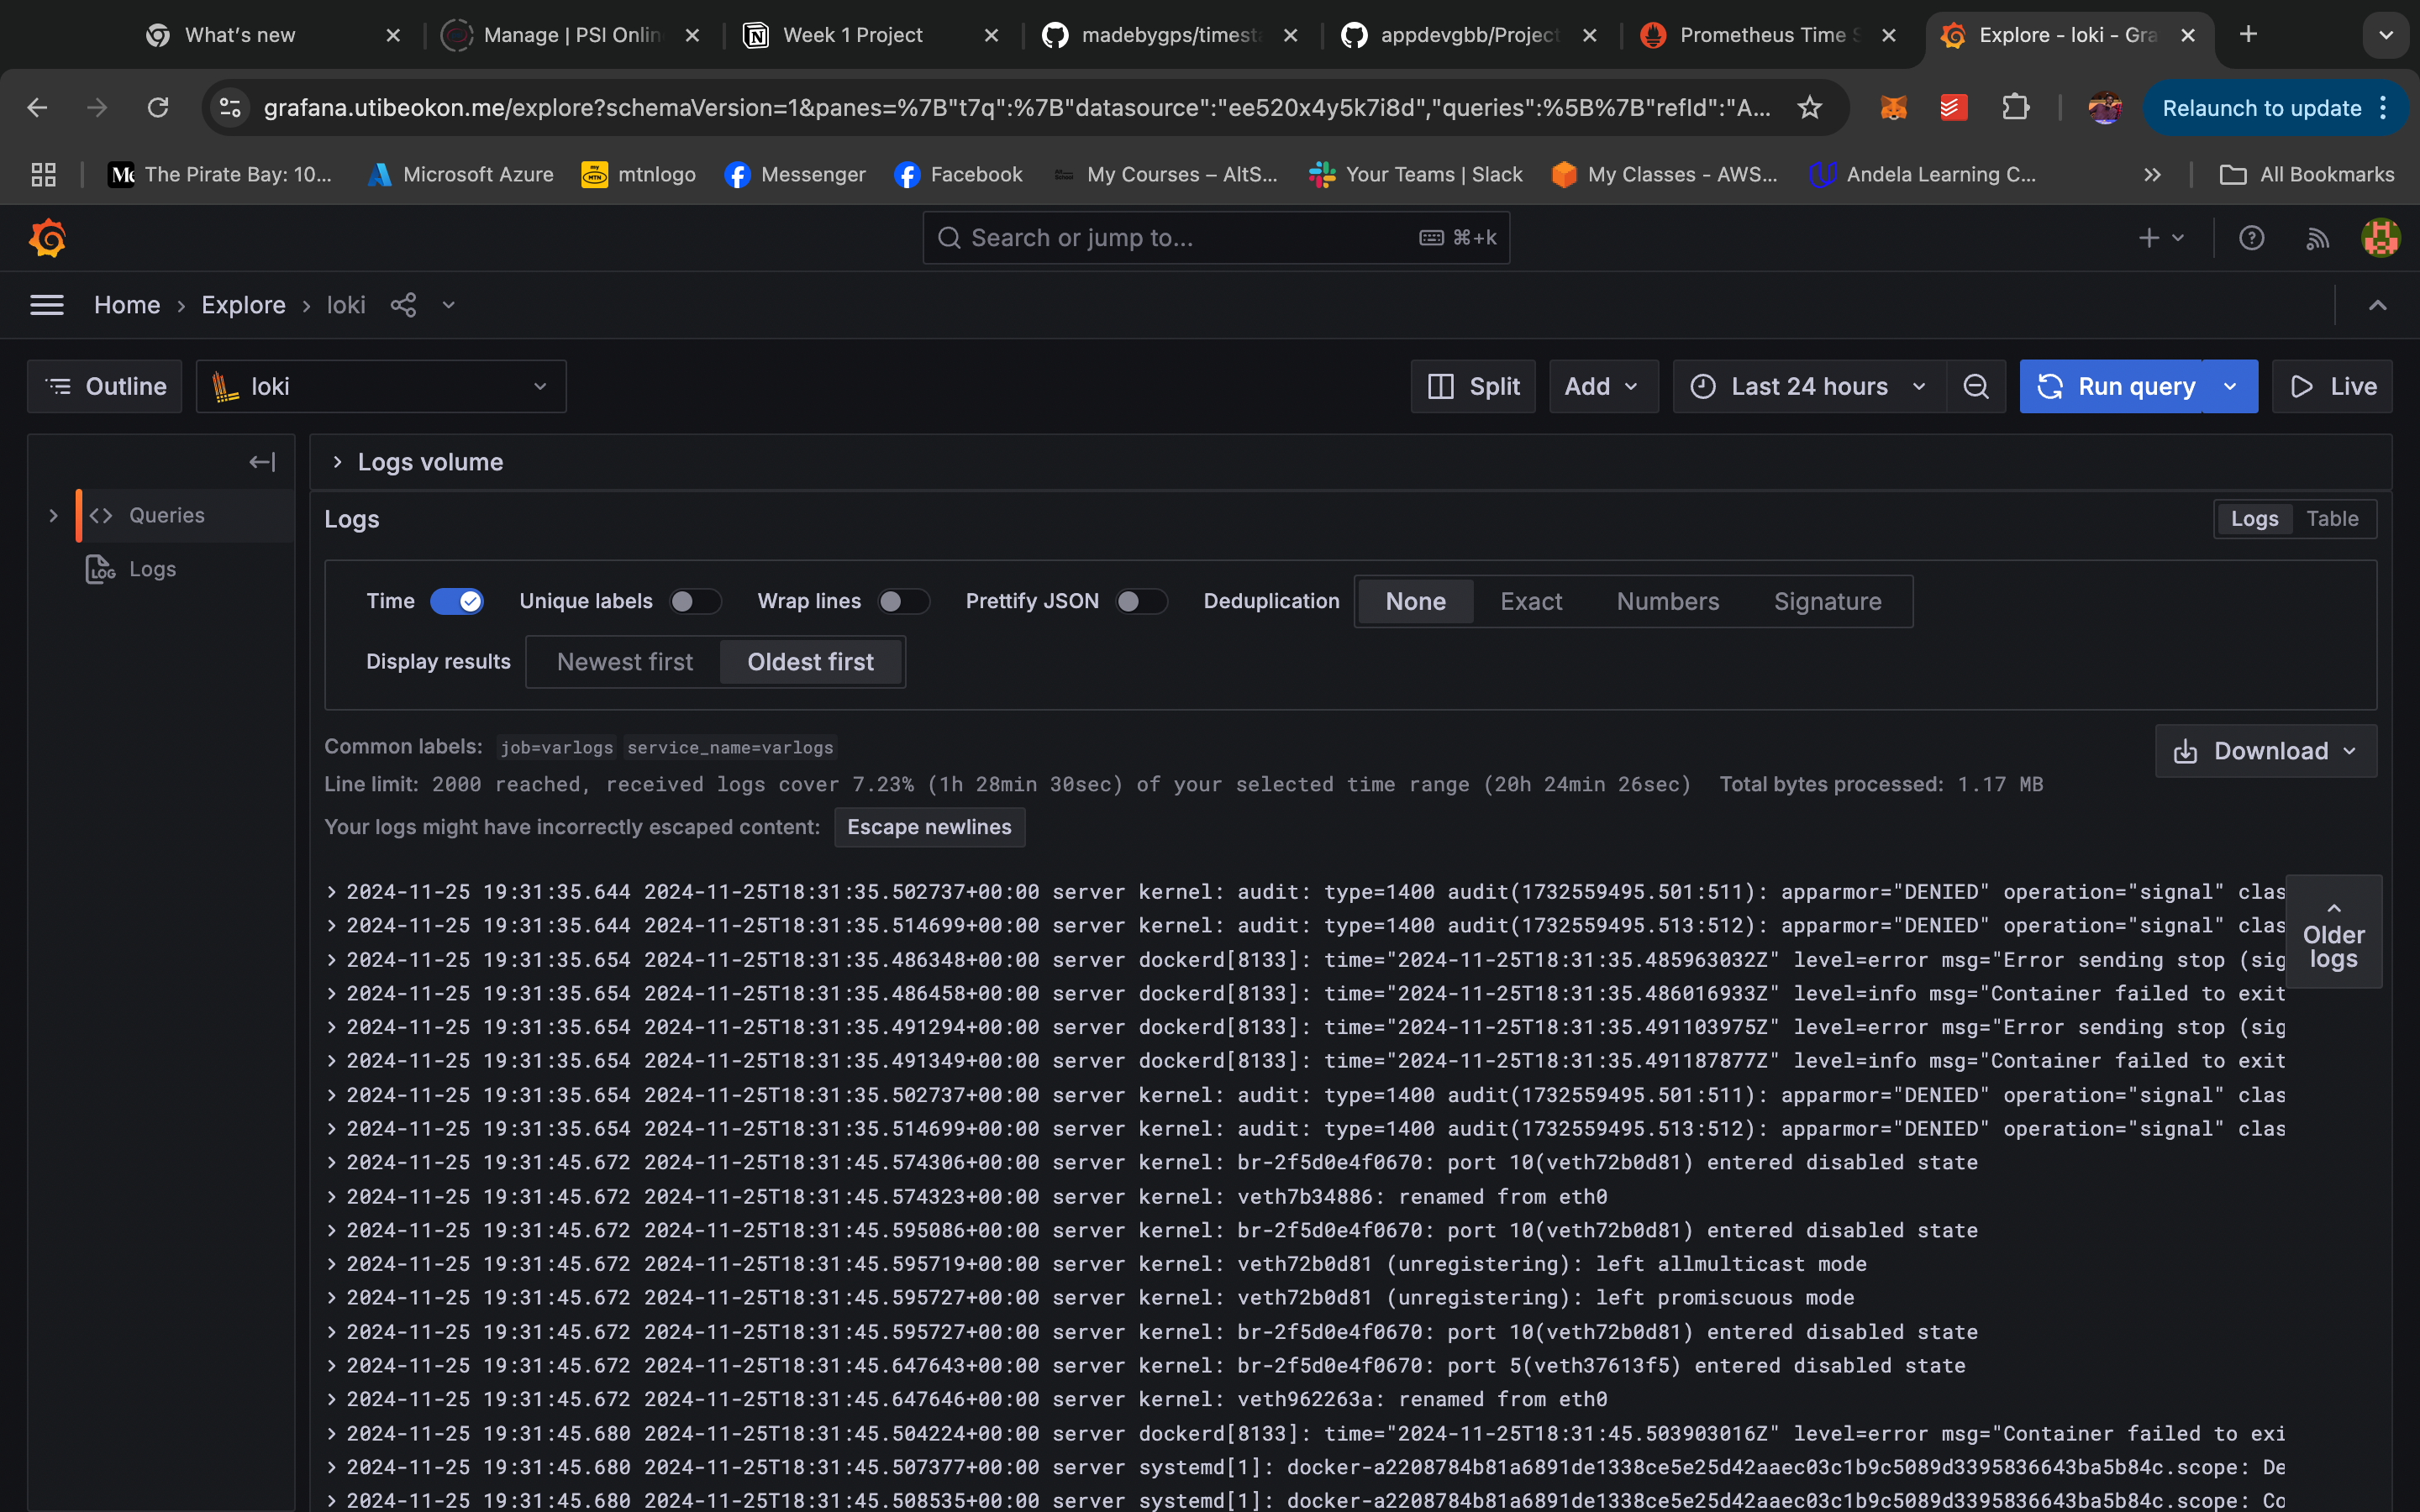 What's new
Manage | PSI Onlin
Week 1 Project
madebygps/timest
appdevgbb/Project
Prometheus Time S
Explore - loki - Gra
grafana.utibeokon.me/explore?schemaVersion=1&panes=%7B"t7q":%7B"datasource":"ee520x4y5k7i8d","queries":%5B%7B"refId":"A...
Relaunch to update
The Pirate Bay: 10...
Microsoft Azure
mtnlogo
Messenger
Facebook
My Courses – AltS...
Your Teams | Slack
My Classes - AWS...
Andela Learning C...
All Bookmarks
Search or jump to... ⌘+k
Home › Explore › loki
Outline
loki
Split
Add
Last 24 hours
Run query
Live
Queries
Logs
Logs volume
Logs
Logs Table
Time Unique labels Wrap lines Prettify JSON Deduplication None Exact Numbers Signature
Display results Newest first Oldest first
Common labels: job=varlogs service_name=varlogs
Download
Line limit: 2000 reached, received logs cover 7.23% (1h 28min 30sec) of your selected time range (20h 24min 26sec) Total bytes processed: 1.17 MB
Your logs might have incorrectly escaped content: Escape newlines
2024-11-25 19:31:35.644 2024-11-25T18:31:35.502737+00:00 server kernel: audit: type=1400 audit(1732559495.501:511): apparmor="DENIED" operation="signal" clas
2024-11-25 19:31:35.644 2024-11-25T18:31:35.514699+00:00 server kernel: audit: type=1400 audit(1732559495.513:512): apparmor="DENIED" operation="signal" clas
2024-11-25 19:31:35.654 2024-11-25T18:31:35.486348+00:00 server dockerd[8133]: time="2024-11-25T18:31:35.485963032Z" level=error msg="Error sending stop (sig
2024-11-25 19:31:35.654 2024-11-25T18:31:35.486458+00:00 server dockerd[8133]: time="2024-11-25T18:31:35.486016933Z" level=info msg="Container failed to exit
2024-11-25 19:31:35.654 2024-11-25T18:31:35.491294+00:00 server dockerd[8133]: time="2024-11-25T18:31:35.491103975Z" level=error msg="Error sending stop (sig
2024-11-25 19:31:35.654 2024-11-25T18:31:35.491349+00:00 server dockerd[8133]: time="2024-11-25T18:31:35.491187877Z" level=info msg="Container failed to exit
2024-11-25 19:31:35.654 2024-11-25T18:31:35.502737+00:00 server kernel: audit: type=1400 audit(1732559495.501:511): apparmor="DENIED" operation="signal" clas
2024-11-25 19:31:35.654 2024-11-25T18:31:35.514699+00:00 server kernel: audit: type=1400 audit(1732559495.513:512): apparmor="DENIED" operation="signal" clas
2024-11-25 19:31:45.672 2024-11-25T18:31:45.574306+00:00 server kernel: br-2f5d0e4f0670: port 10(veth72b0d81) entered disabled state
2024-11-25 19:31:45.672 2024-11-25T18:31:45.574323+00:00 server kernel: veth7b34886: renamed from eth0
2024-11-25 19:31:45.672 2024-11-25T18:31:45.595086+00:00 server kernel: br-2f5d0e4f0670: port 10(veth72b0d81) entered disabled state
2024-11-25 19:31:45.672 2024-11-25T18:31:45.595719+00:00 server kernel: veth72b0d81 (unregistering): left allmulticast mode
2024-11-25 19:31:45.672 2024-11-25T18:31:45.595727+00:00 server kernel: veth72b0d81 (unregistering): left promiscuous mode
2024-11-25 19:31:45.672 2024-11-25T18:31:45.595727+00:00 server kernel: br-2f5d0e4f0670: port 10(veth72b0d81) entered disabled state
2024-11-25 19:31:45.672 2024-11-25T18:31:45.647643+00:00 server kernel: br-2f5d0e4f0670: port 5(veth37613f5) entered disabled state
2024-11-25 19:31:45.672 2024-11-25T18:31:45.647646+00:00 server kernel: veth962263a: renamed from eth0
2024-11-25 19:31:45.680 2024-11-25T18:31:45.504224+00:00 server dockerd[8133]: time="2024-11-25T18:31:45.503903016Z" level=error msg="Container failed to exi
2024-11-25 19:31:45.680 2024-11-25T18:31:45.507377+00:00 server systemd[1]: docker-a2208784b81a6891de1338ce5e25d42aaec03c1b9c5089d3395836643ba5b84c.scope: De
2024-11-25 19:31:45.680 2024-11-25T18:31:45.508535+00:00 server systemd[1]: docker-a2208784b81a6891de1338ce5e25d42aaec03c1b9c5089d3395836643ba5b84c.scope: Co
Older
logs